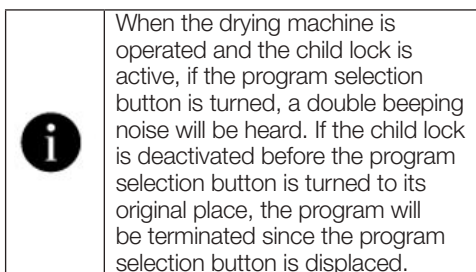 When the drying machine is
operated and the child lock is
active, if the program selection
button is turned, a double beeping
noise will be heard. If the child lock
is deactivated before the program
selection button is turned to its
original place, the program will
be terminated since the program
selection button is displaced.